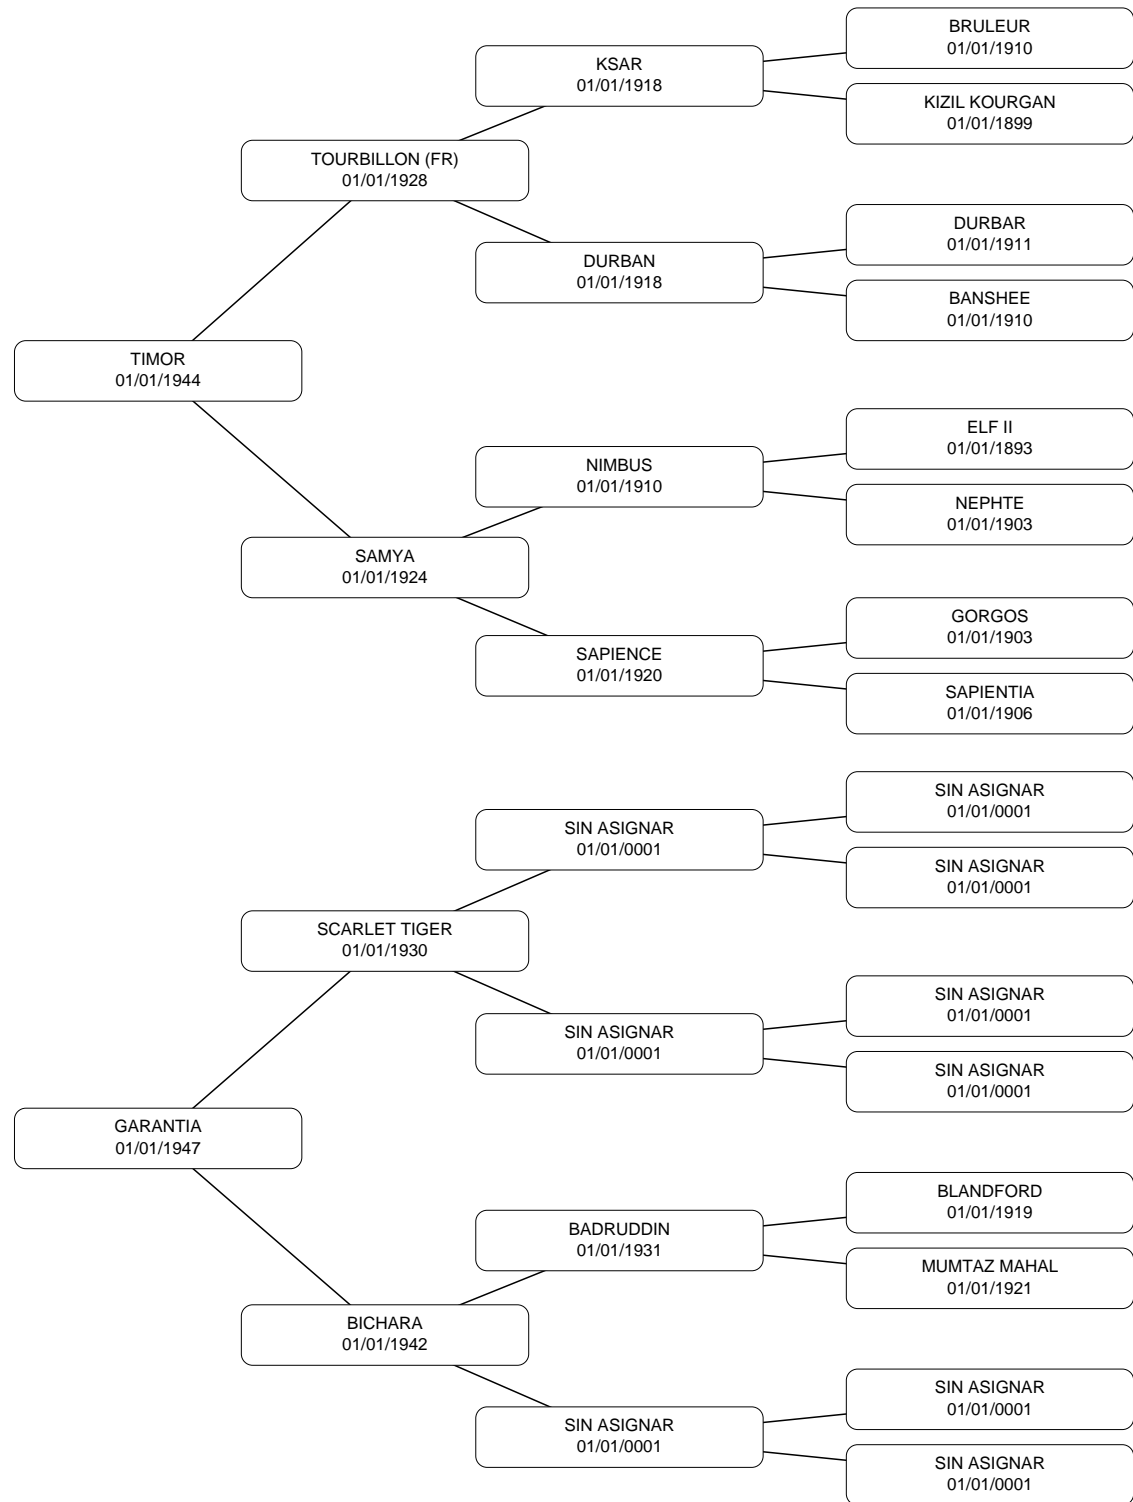 BRULEUR
01/01/1910
KSAR
01/01/1918
KIZIL KOURGAN
01/01/1899
TOURBILLON (FR)
01/01/1928
DURBAR
01/01/1911
DURBAN
01/01/1918
BANSHEE
01/01/1910
TIMOR
01/01/1944
ELF II
01/01/1893
NIMBUS
01/01/1910
NEPHTE
01/01/1903
SAMYA
01/01/1924
GORGOS
01/01/1903
SAPIENCE
01/01/1920
SAPIENTIA
01/01/1906
SIN ASIGNAR
01/01/0001
SIN ASIGNAR
01/01/0001
SIN ASIGNAR
01/01/0001
SCARLET TIGER
01/01/1930
SIN ASIGNAR
01/01/0001
SIN ASIGNAR
01/01/0001
SIN ASIGNAR
01/01/0001
GARANTIA
01/01/1947
BLANDFORD
01/01/1919
BADRUDDIN
01/01/1931
MUMTAZ MAHAL
01/01/1921
BICHARA
01/01/1942
SIN ASIGNAR
01/01/0001
SIN ASIGNAR
01/01/0001
SIN ASIGNAR
01/01/0001